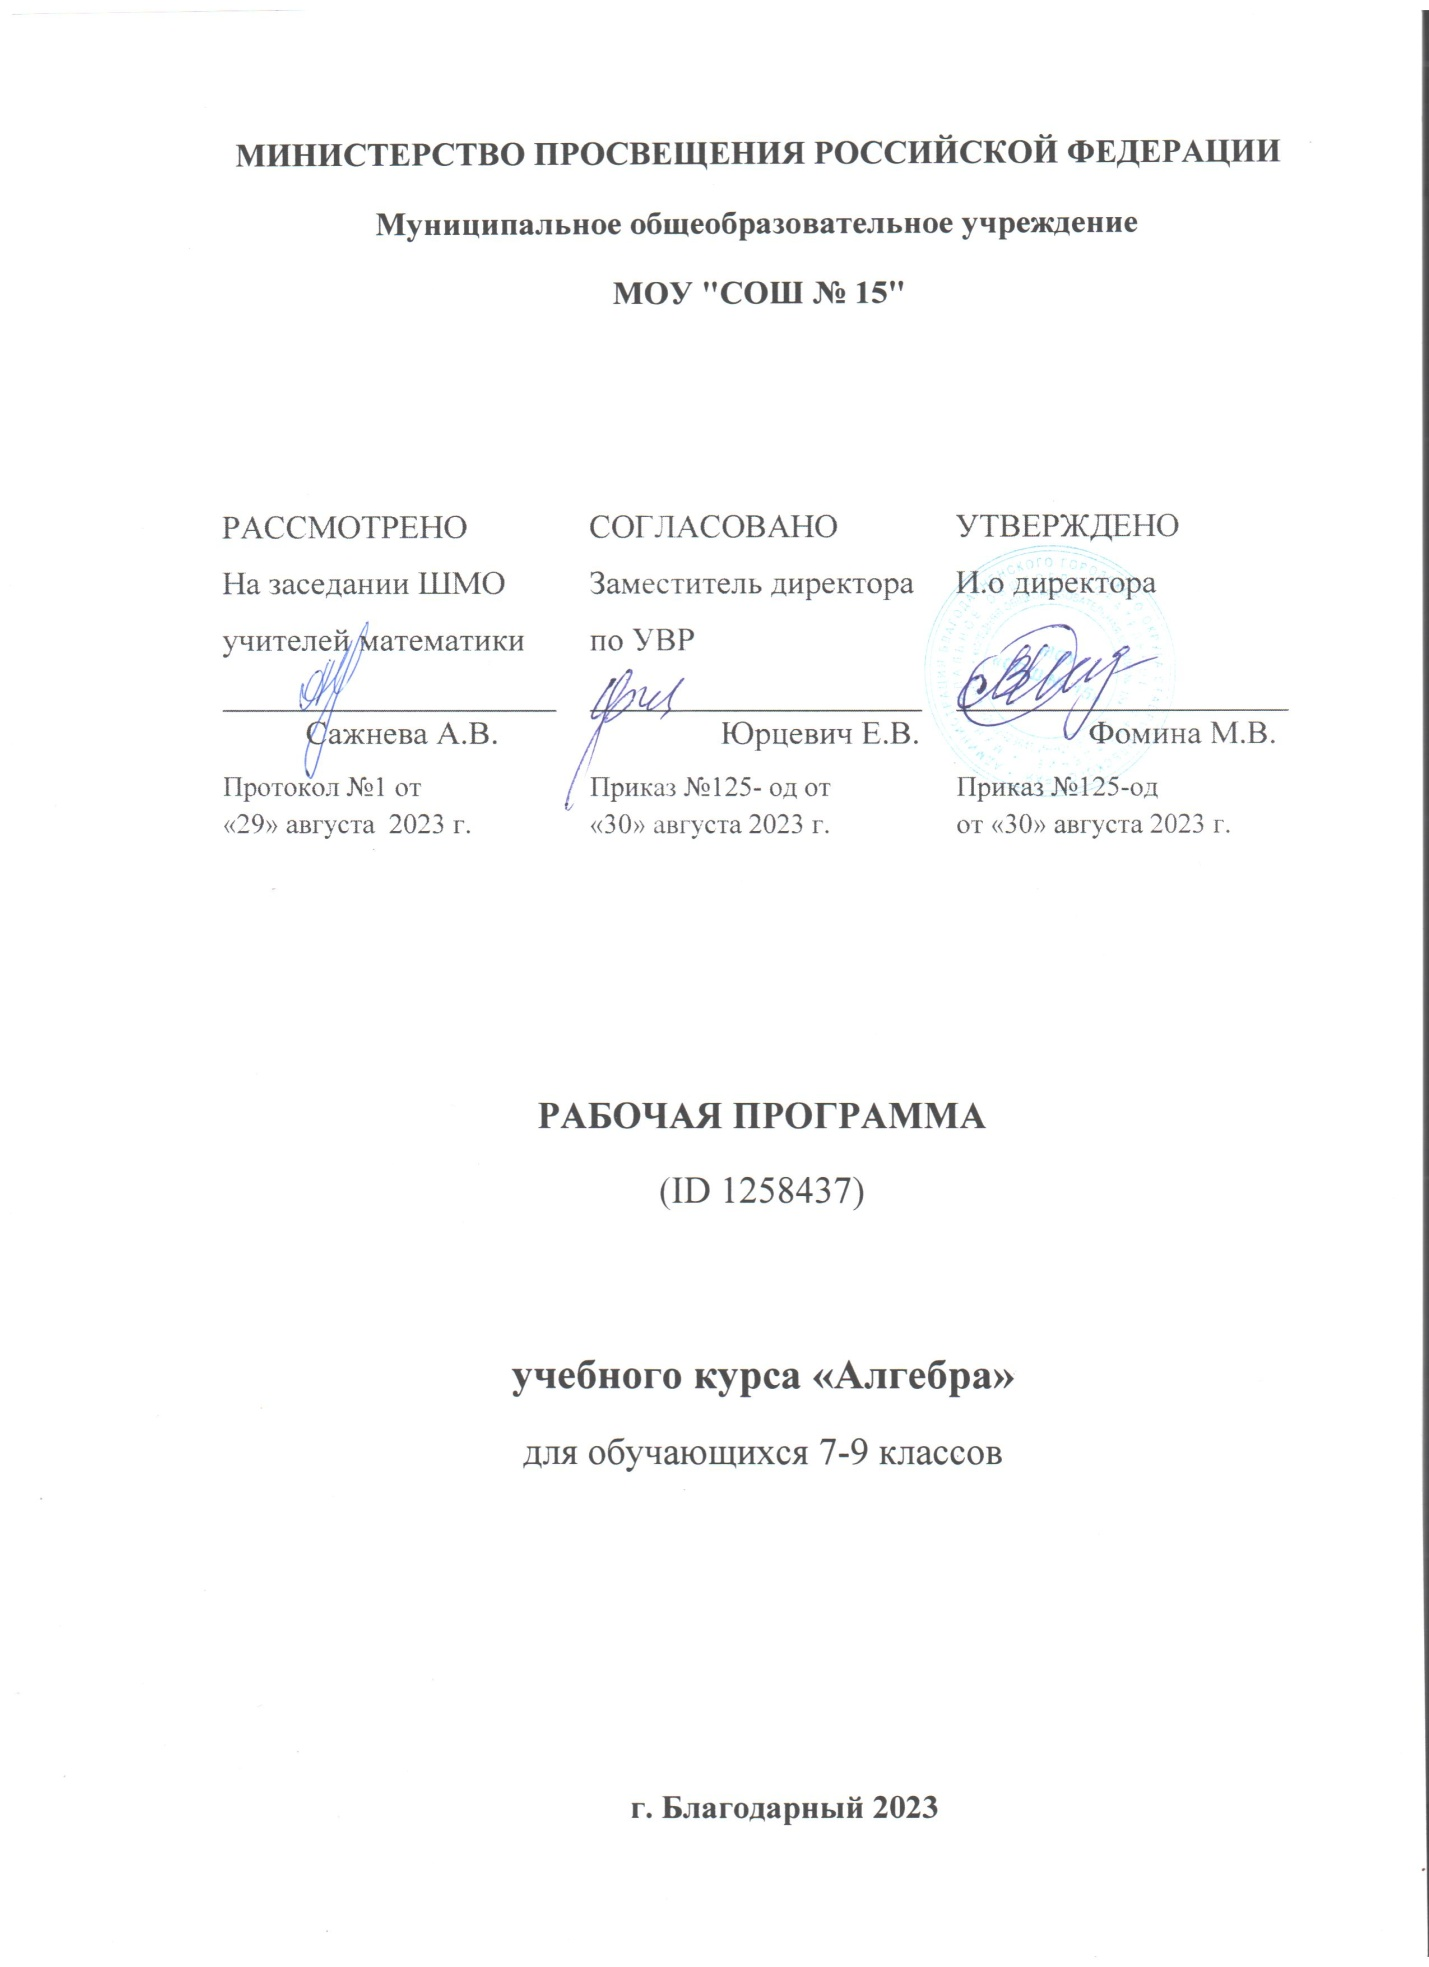 МИНИСТЕРСТВО ПРОСВЕЩЕНИЯ РОССИЙСКОЙ ФЕДЕРАЦИИ
Муниципальное общеобразовательное учреждение
МОУ "СОШ № 15"
РАССМОТРЕНО
На заседании ШМО
учителей математики
Сажнева А.В.
Протокол №1 от
«29» августа 2023 г.
СОГЛАСОВАНО
Заместитель директора
по УВР
Юрцевич Е.В.
Приказ №125- од от
«30» августа 2023 г.
УТВЕРЖДЕНО
И.о директора
Фомина М.В.
Приказ №125-од
от «30» августа 2023 г.
РАБОЧАЯ ПРОГРАММА
(ID 1258437)
учебного курса «Алгебра»
для обучающихся 7-9 классов
г. Благодарный 2023